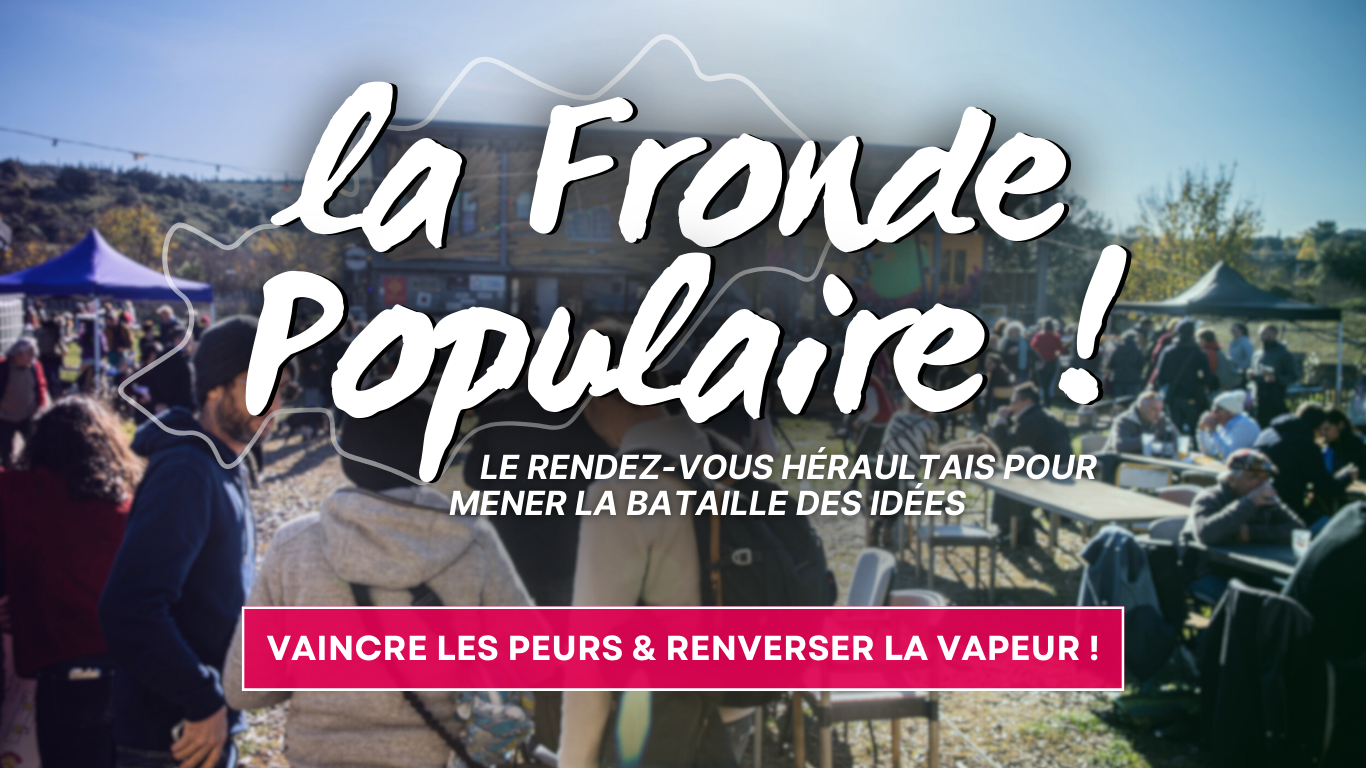 la Fronde
Populaire !
LE RENDEZ-VOUS HÉRAULTAIS POUR
MENER LA BATAILLE DES IDÉES
VAINCRE LES PEURS & RENVERSER LA VAPEUR !